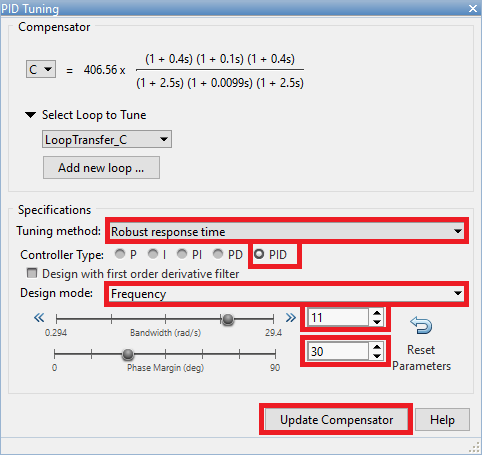 PID Tuning
Compensator
C = 406.56 x (1 + 0.4s) (1 + 0.1s) (1 + 0.4s)
(1 + 2.5s) (1 + 0.0099s) (1 + 2.5s)
Select Loop to Tune
LoopTransfer_C
Add new loop ...
Specifications
Tuning method: Robust response time
Controller Type: P I PI PD PID
Design with first order derivative filter
Design mode: Frequency
11
0.294 Bandwidth (rad/s) 29.4
30
0 Phase Margin (deg) 90
Reset
Parameters
Update Compensator Help